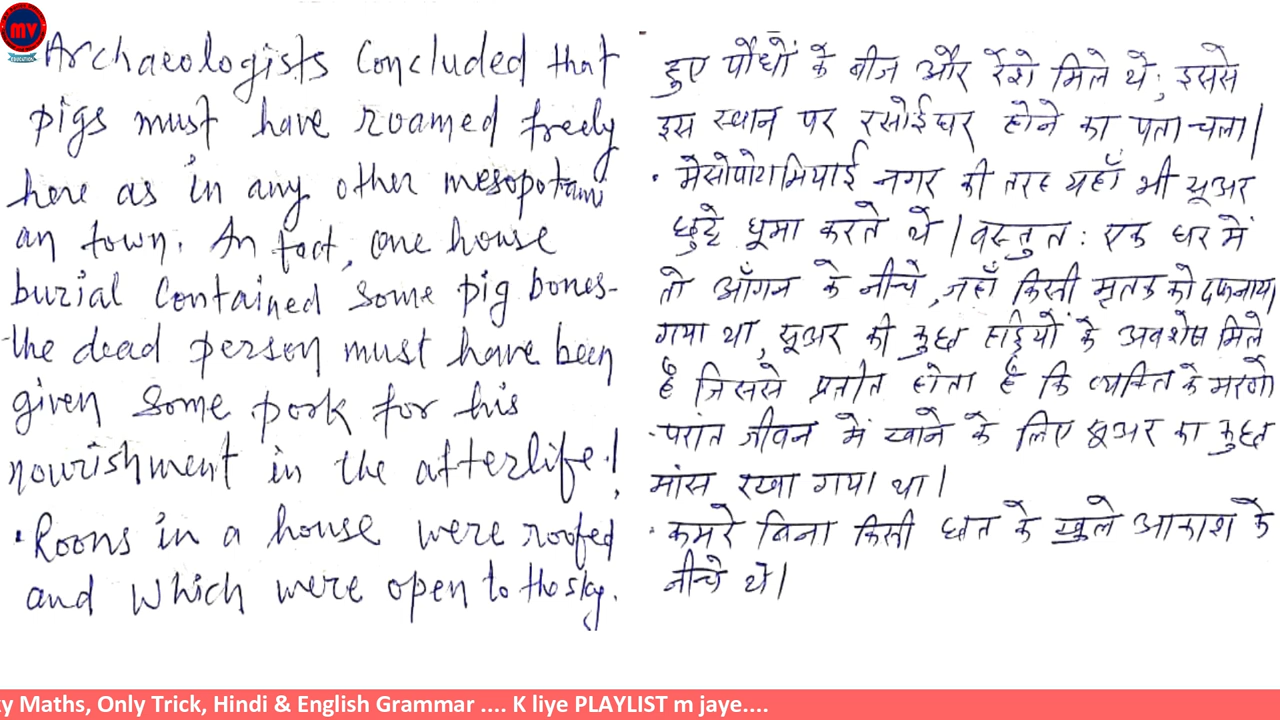 mv
EDUCATION
Archaeologists Concluded that
pigs must have roamed freely
here as in any other mesopotami
an town. In fact, one house
burial contained some pig bones-
the dead person must have been
given some pork for his
nourishment in the afterlife.!
• Rooms in a house were roofed
and which were open to the sky.
हुए पौधों के बीज और रेशे मिले थे; इससे
इस स्थान पर रसोईघर होने का पता चला।
• मेसोपोटामियाई नगर की तरह यहाँ भी सूअर
छुट्टे घूमा करते थे। वस्तुत: एक घर में
तो आँगन के नीचे, जहाँ किसी मृतक को दफनाया
गया था, सूअर की कुछ हड्डियों के अवशेष मिले
हैं जिससे प्रतीत होता है कि व्यक्ति के मरणो
-परांत जीवन में खाने के लिए सूअर का कुछ
मांस रखा गया था।
• कमरे बिना किसी छत के खुले आकाश के
नीचे थे।
y Maths, Only Trick, Hindi & English Grammar .... K liye PLAYLIST m jaye....